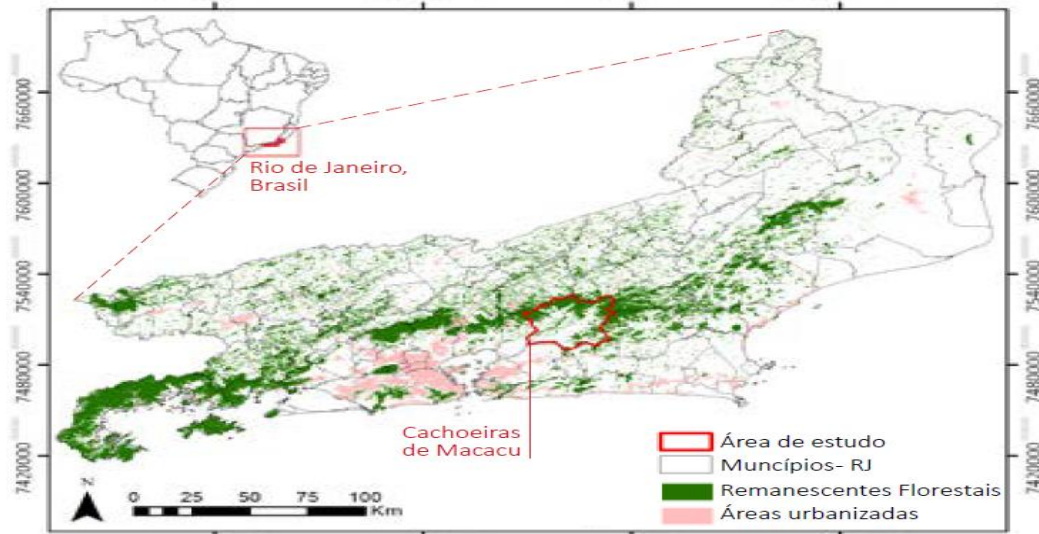 Rio de Janeiro,
Brasil
7660000
7600000
7540000
7480000
7420000
7660000
7600000
7540000
7480000
7420000
Cachoeiras
de Macacu
Área de estudo
Muncípios- RJ
Remanescentes Florestais
Áreas urbanizadas
N
0 25 50 75 100
Km